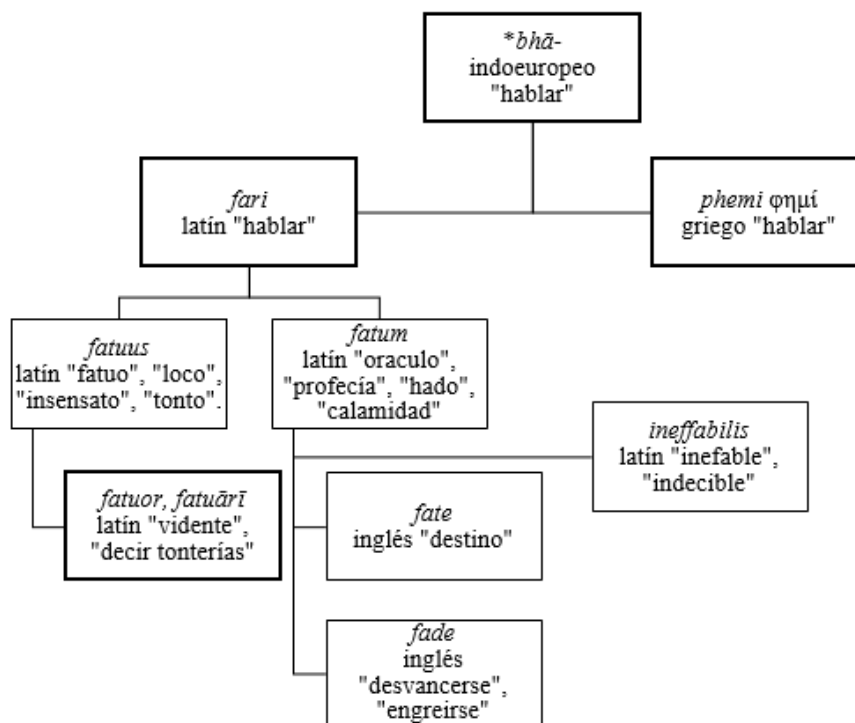 *bhā-
indoeuropeo
"hablar"
fari
latín "hablar"
phemi φημί
griego "hablar"
fatuus
latín "fatuo", "loco",
"insensato", "tonto".
fatum
latín "oraculo",
"profecía", "hado",
"calamidad"
ineffabilis
latín "inefable",
"indecible"
fatuor, fatuārī
latín "vidente",
"decir tonterías"
fate
inglés "destino"
fade
inglés
"desvancerse",
"engreirse"